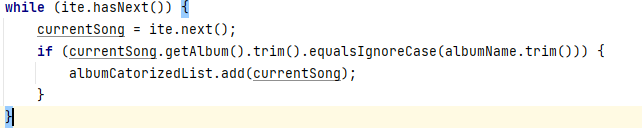 while (ite.hasNext()) {
    currentSong = ite.next();
    if (currentSong.getAlbum().trim().equalsIgnoreCase(albumName.trim())) {
        albumCatorizedList.add(currentSong);
    }
}